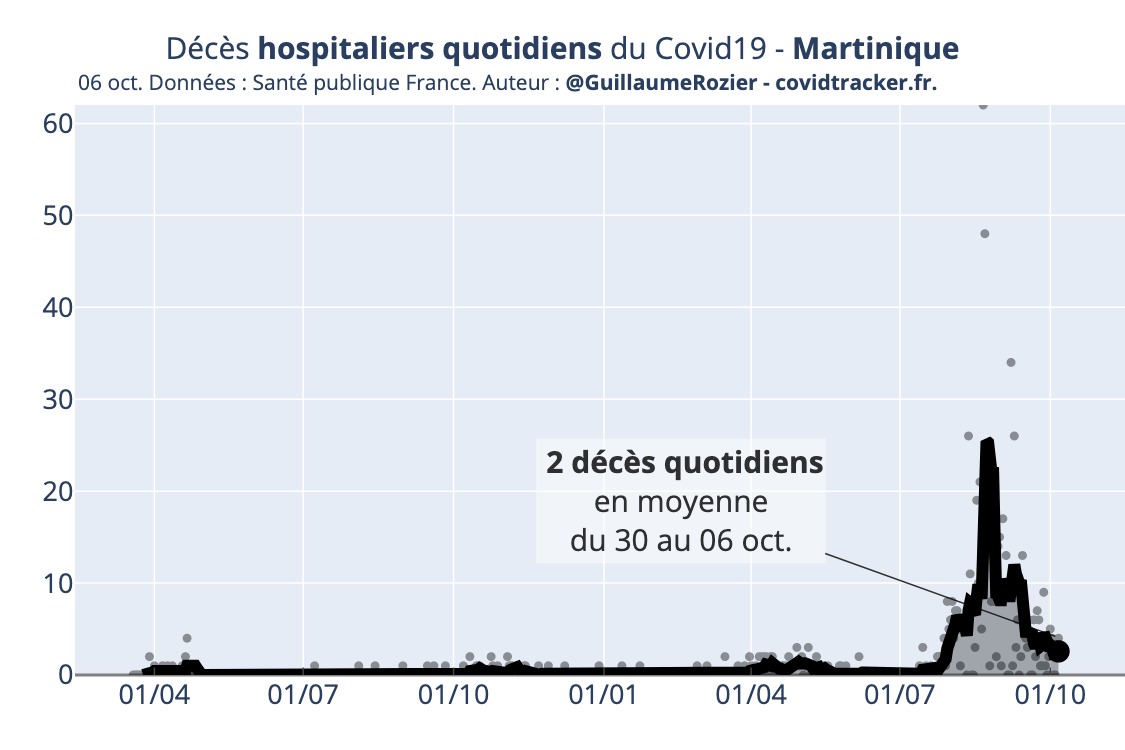 Décès hospitaliers quotidiens du Covid19 - Martinique
06 oct. Données : Santé publique France. Auteur : @GuillaumeRozier - covidtracker.fr.
60
50
40
30
20
10
0
2 décès quotidiens
en moyenne
du 30 au 06 oct.
01/04 01/07 01/10 01/01 01/04 01/07 01/10